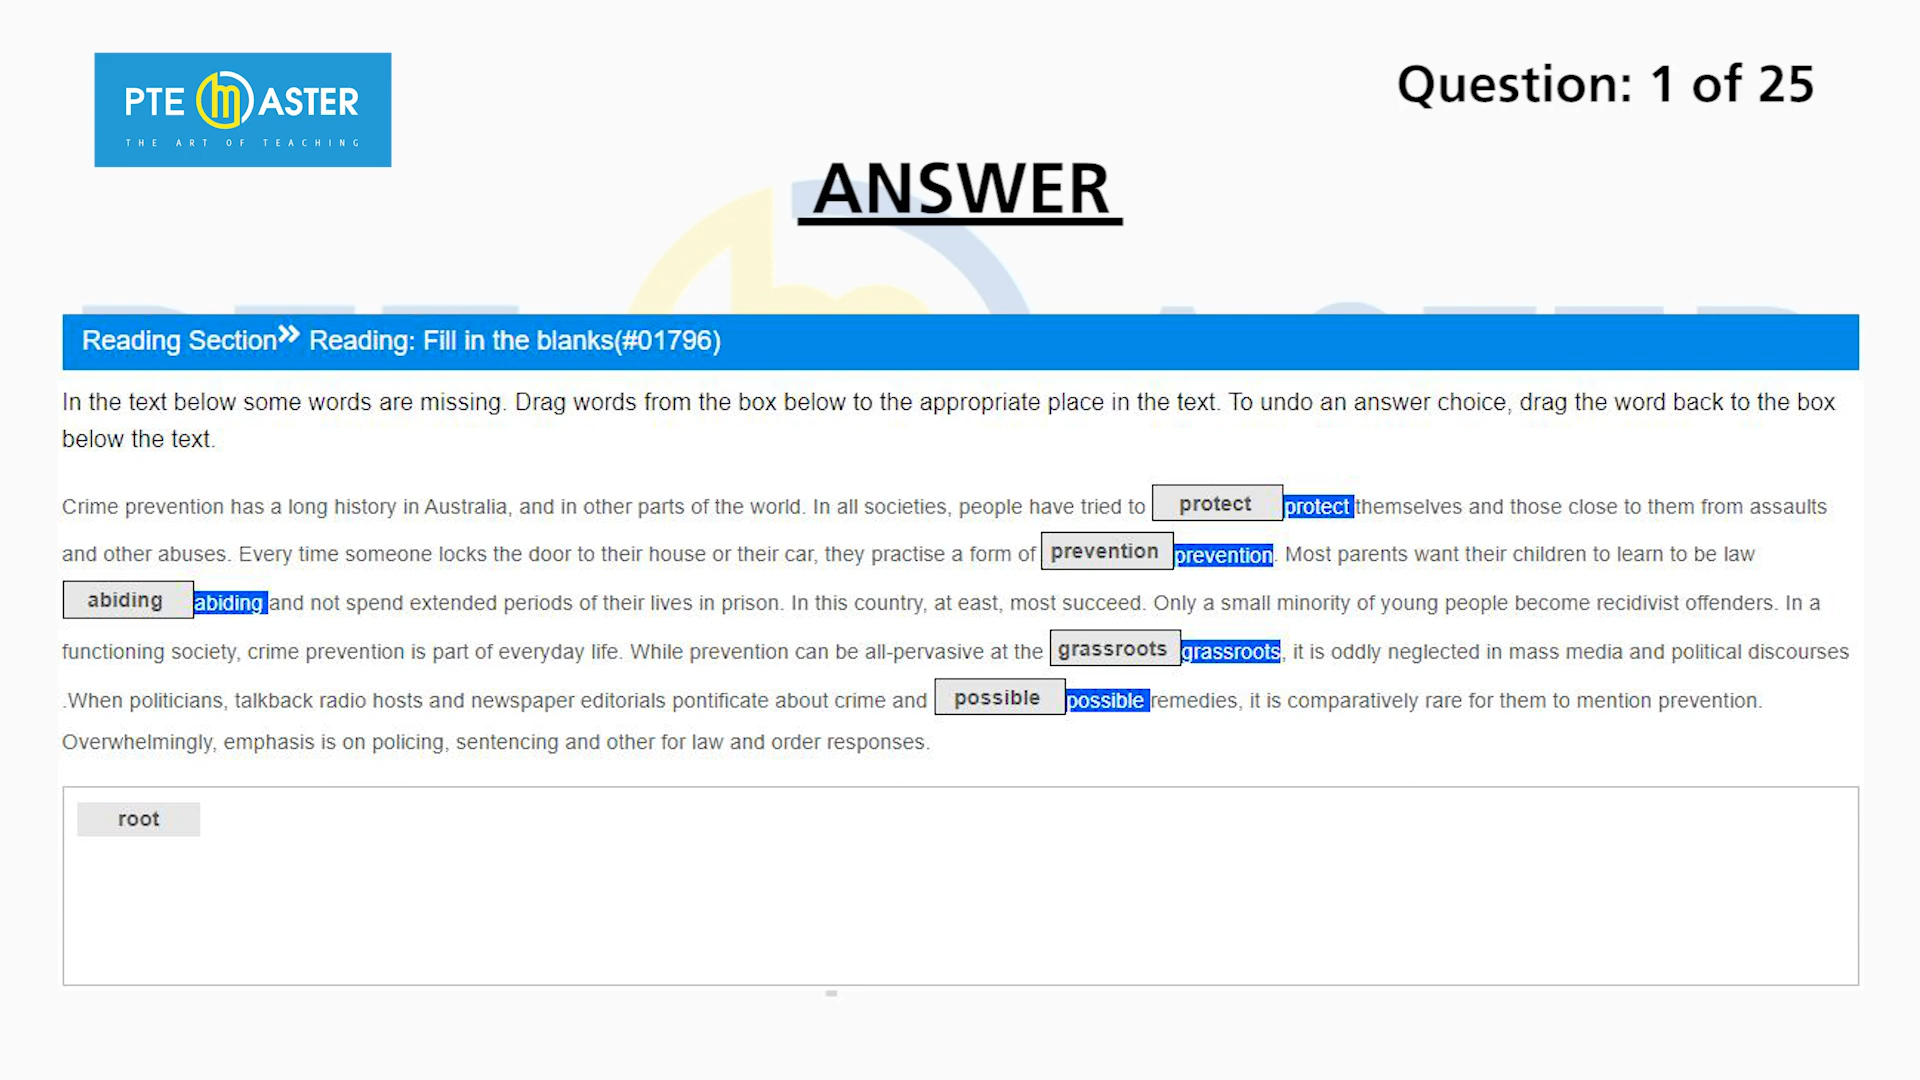 PTE MASTER
THE ART OF TEACHING
Question: 1 of 25
ANSWER
Reading Section» Reading: Fill in the blanks(#01796)
In the text below some words are missing. Drag words from the box below to the appropriate place in the text. To undo an answer choice, drag the word back to the box
below the text.
Crime prevention has a long history in Australia, and in other parts of the world. In all societies, people have tried to protect protect themselves and those close to them from assaults
and other abuses. Every time someone locks the door to their house or their car, they practise a form of prevention prevention. Most parents want their children to learn to be law
abiding abiding and not spend extended periods of their lives in prison. In this country, at east, most succeed. Only a small minority of young people become recidivist offenders. In a
functioning society, crime prevention is part of everyday life. While prevention can be all-pervasive at the grassroots grassroots, it is oddly neglected in mass media and political discourses
.When politicians, talkback radio hosts and newspaper editorials pontificate about crime and possible possible remedies, it is comparatively rare for them to mention prevention.
Overwhelmingly, emphasis is on policing, sentencing and other for law and order responses.
root